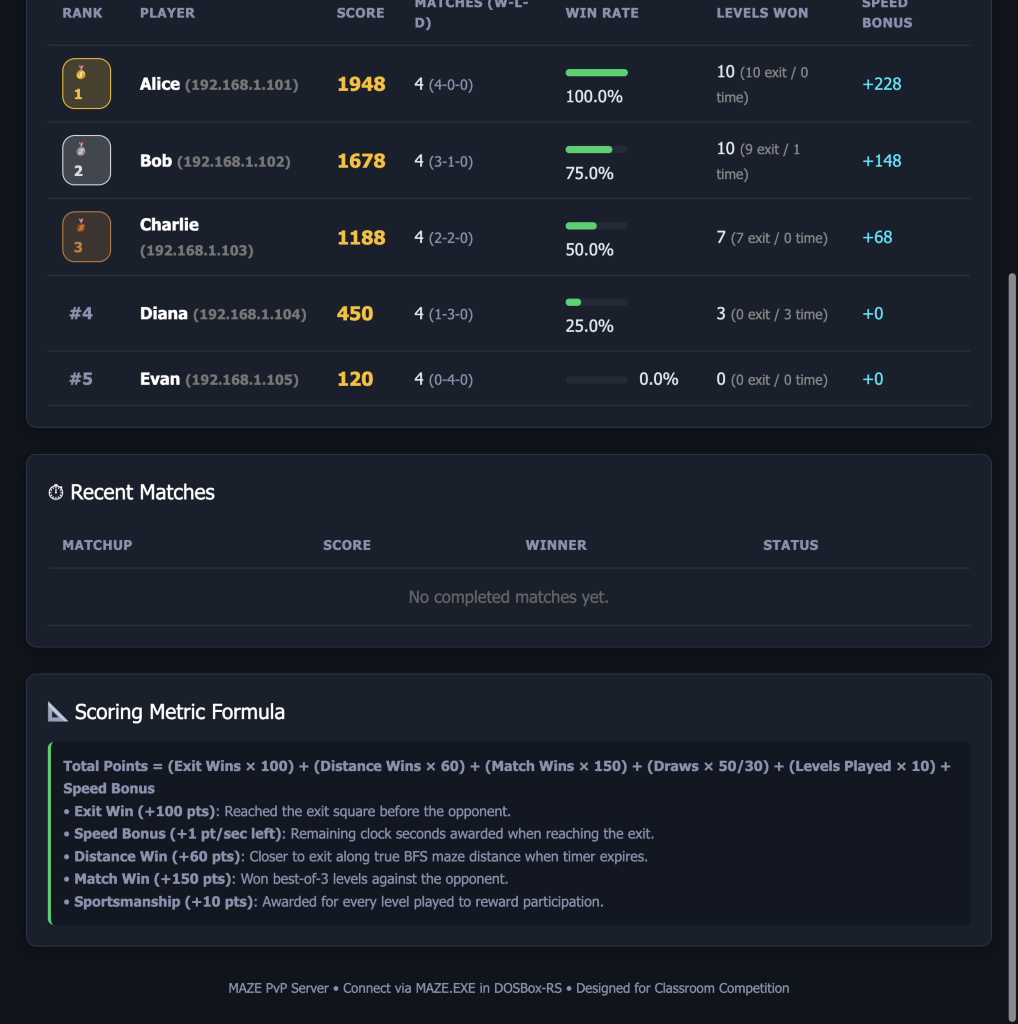 RANK PLAYER SCORE MATCHES (W-L-D) WIN RATE LEVELS WON SPEED BONUS
1 Alice (192.168.1.101) 1948 4 (4-0-0) 100.0% 10 (10 exit / 0 time) +228
2 Bob (192.168.1.102) 1678 4 (3-1-0) 75.0% 10 (9 exit / 1 time) +148
3 Charlie (192.168.1.103) 1188 4 (2-2-0) 50.0% 7 (7 exit / 0 time) +68
#4 Diana (192.168.1.104) 450 4 (1-3-0) 25.0% 3 (0 exit / 3 time) +0
#5 Evan (192.168.1.105) 120 4 (0-4-0) 0.0% 0 (0 exit / 0 time) +0
Recent Matches
MATCHUP SCORE WINNER STATUS
No completed matches yet.
Scoring Metric Formula
Total Points = (Exit Wins × 100) + (Distance Wins × 60) + (Match Wins × 150) + (Draws × 50/30) + (Levels Played × 10) +
Speed Bonus
• Exit Win (+100 pts): Reached the exit square before the opponent.
• Speed Bonus (+1 pt/sec left): Remaining clock seconds awarded when reaching the exit.
• Distance Win (+60 pts): Closer to exit along true BFS maze distance when timer expires.
• Match Win (+150 pts): Won best-of-3 levels against the opponent.
• Sportsmanship (+10 pts): Awarded for every level played to reward participation.
MAZE PvP Server • Connect via MAZE.EXE in DOSBox-RS • Designed for Classroom Competition